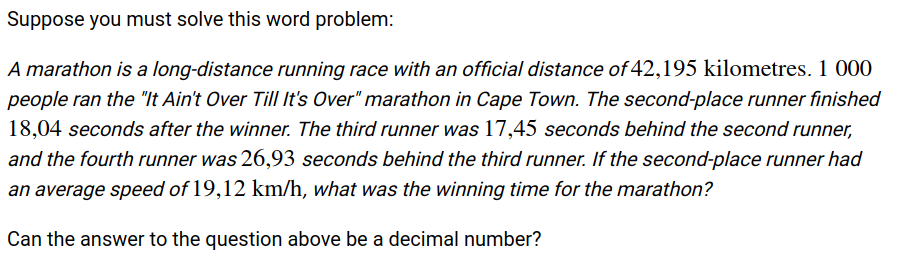 Suppose you must solve this word problem:
A marathon is a long-distance running race with an official distance of 42,195 kilometres. 1 000
people ran the "It Ain't Over Till It's Over" marathon in Cape Town. The second-place runner finished
18,04 seconds after the winner. The third runner was 17,45 seconds behind the second runner,
and the fourth runner was 26,93 seconds behind the third runner. If the second-place runner had
an average speed of 19,12 km/h, what was the winning time for the marathon?
Can the answer to the question above be a decimal number?